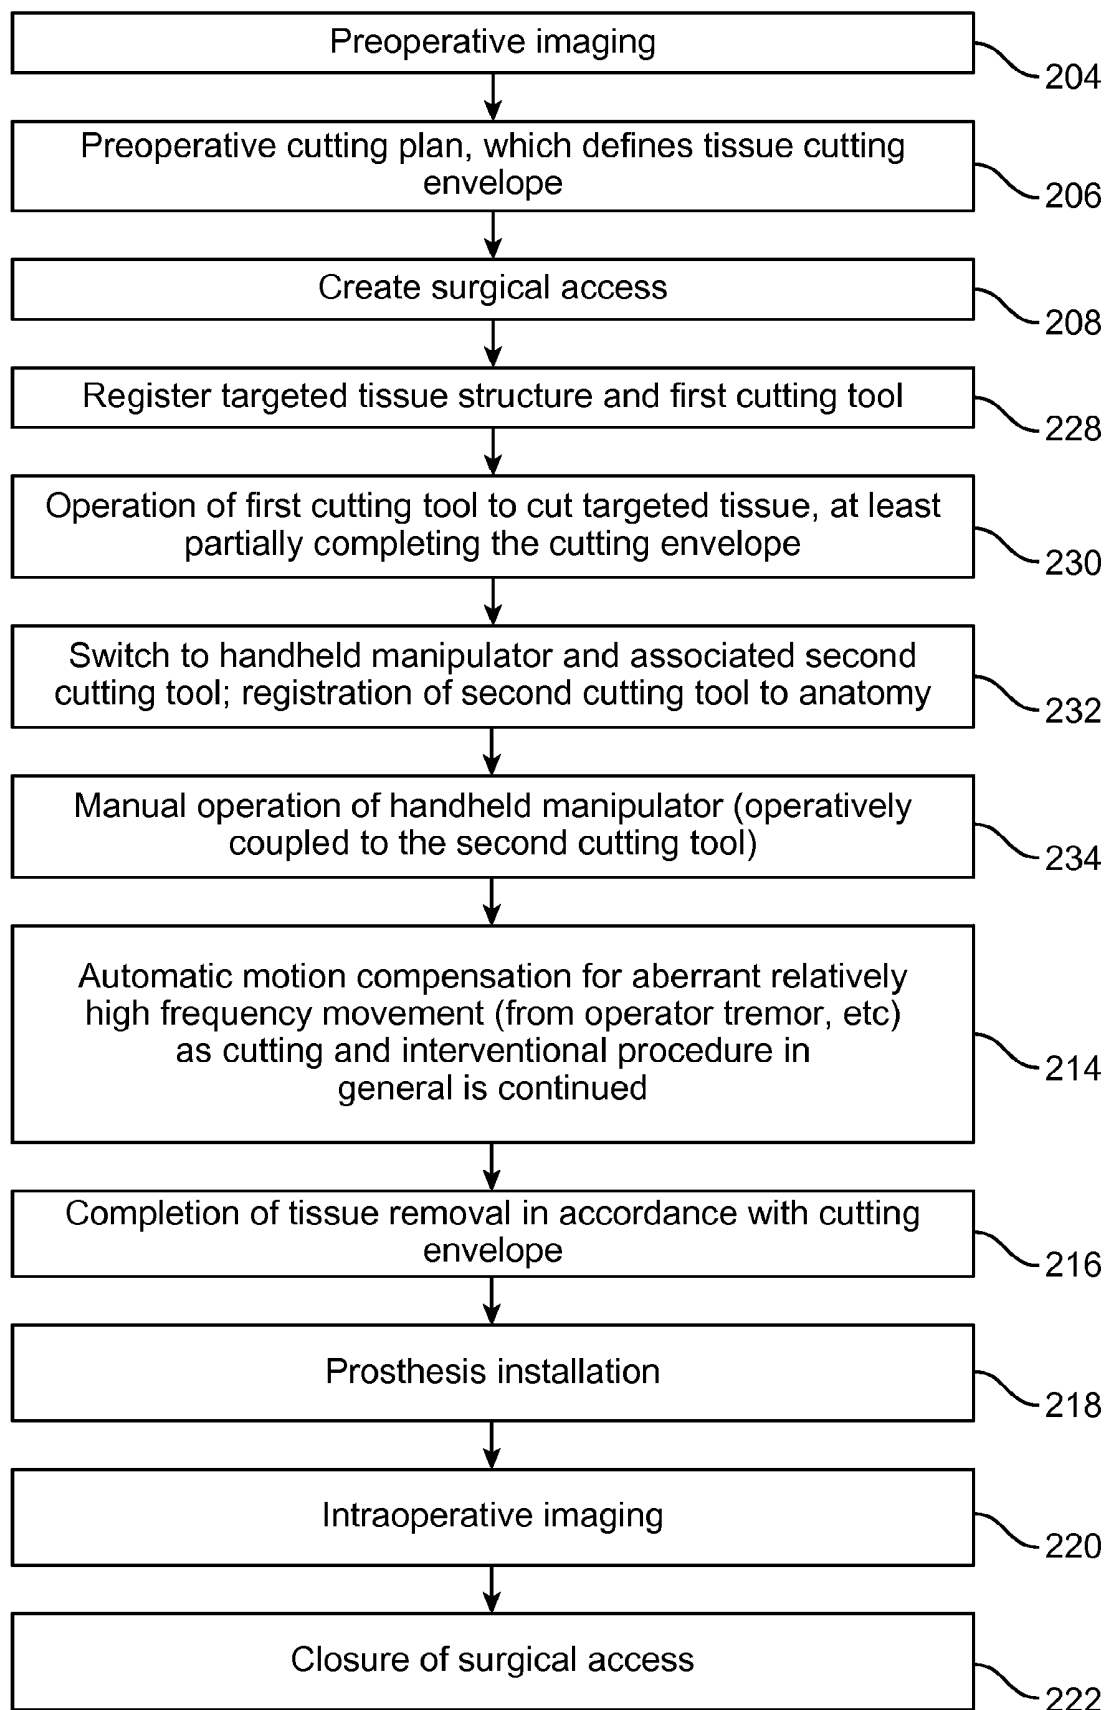 Preoperative imaging
204
Preoperative cutting plan, which defines tissue cutting
envelope
206
Create surgical access
208
Register targeted tissue structure and first cutting tool
228
Operation of first cutting tool to cut targeted tissue, at least
partially completing the cutting envelope
230
Switch to handheld manipulator and associated second
cutting tool; registration of second cutting tool to anatomy
232
Manual operation of handheld manipulator (operatively
coupled to the second cutting tool)
234
Automatic motion compensation for aberrant relatively
high frequency movement (from operator tremor, etc)
as cutting and interventional procedure in
general is continued
214
Completion of tissue removal in accordance with cutting
envelope
216
Prosthesis installation
218
Intraoperative imaging
220
Closure of surgical access
222